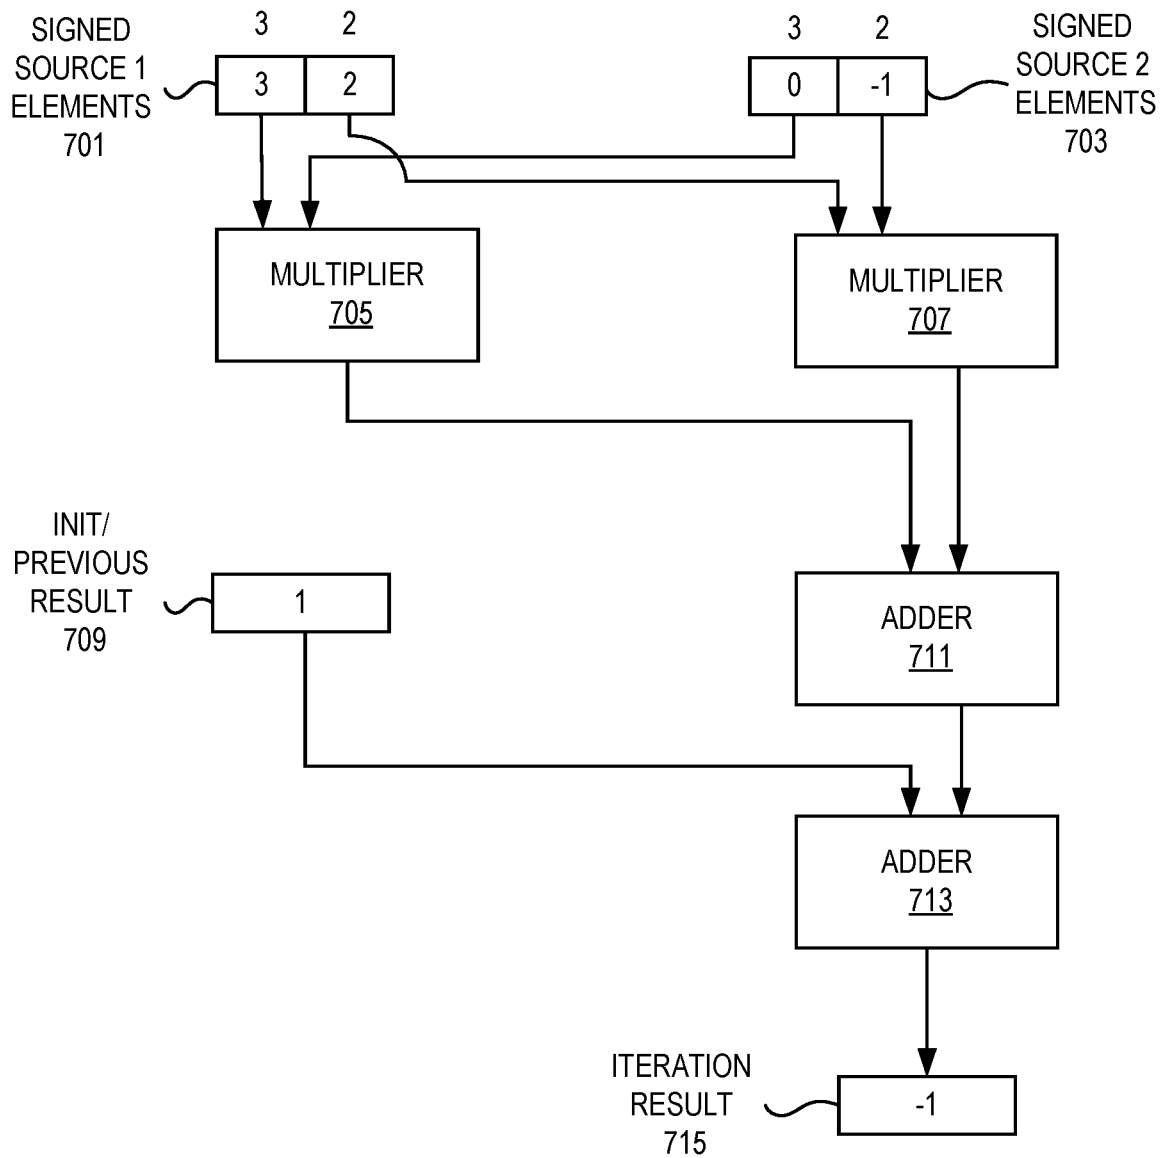 SIGNED
SOURCE 1
ELEMENTS
701
3 2
3 2
3 2
0 -1
SIGNED
SOURCE 2
ELEMENTS
703
MULTIPLIER
705
MULTIPLIER
707
INIT/
PREVIOUS
RESULT
709
1
ADDER
711
ADDER
713
ITERATION
RESULT
715
-1